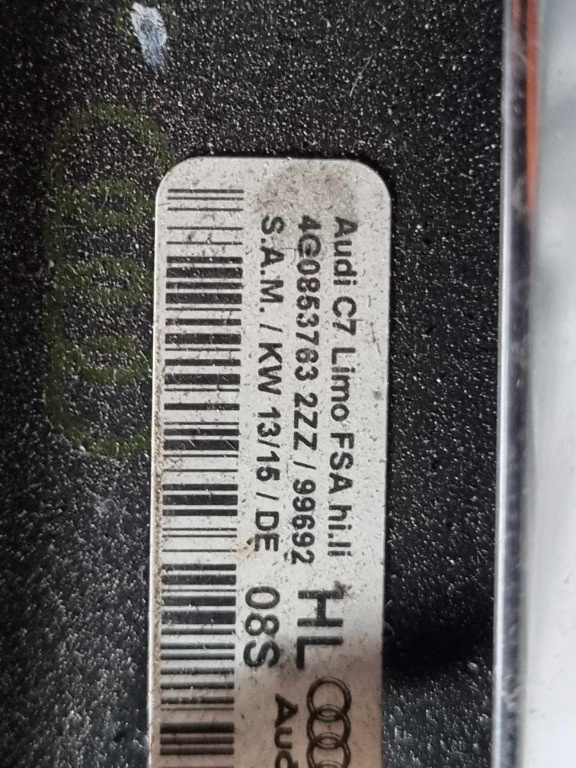 Audi C7 Limo FSA hi.li
4G0853763 2ZZ / 99692
S.A.M. / KW 13/15 / DE
HL
08S